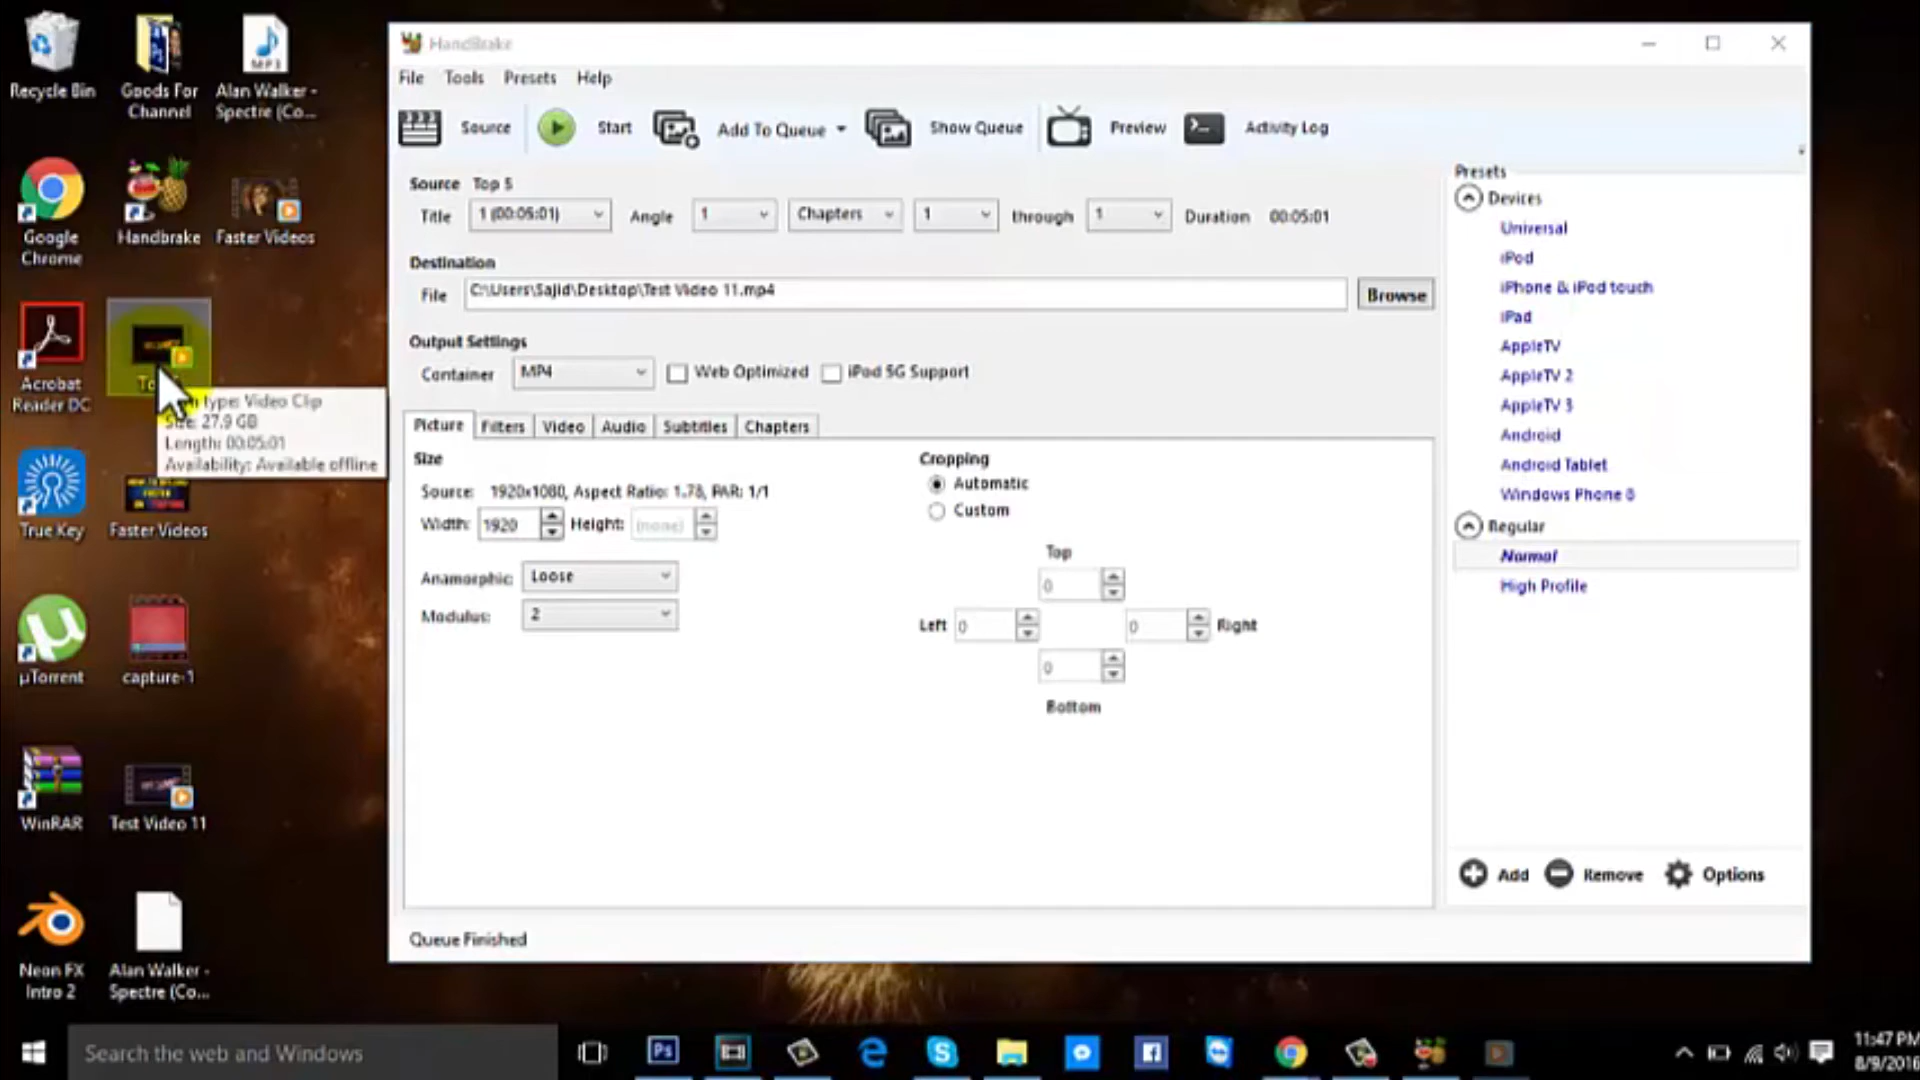 Recycle Bin
Goods For
Channel
Alan Walker -
Spectre (Co...
Google
Chrome
Handbrake
Faster Videos
Acrobat
Reader DC
type: Video Clip
Size: 27.9 GB
Length: 00:05:01
Availability: Available offline
True Key
Faster Videos
µTorrent
capture-1
WinRAR
Test Video 11
Neon FX
Intro 2
Alan Walker -
Spectre (Co...
HandBrake
File Tools Presets Help
Source Start Add To Queue Show Queue Preview Activity Log
Source Top 5
Title 1 (00:05:01) Angle 1 Chapters 1 through 1 Duration 00:05:01
Destination
File C:\Users\Sajid\Desktop\Test Video 11.mp4 Browse
Output Settings
Container MP4 Web Optimized iPod 5G Support
Picture Filters Video Audio Subtitles Chapters
Size
Source: 1920x1080, Aspect Ratio: 1.78, PAR: 1/1
Width: 1920 Height: (none)
Anamorphic: Loose
Modulus: 2
Cropping
Automatic
Custom
Top
0
Left 0 0 Right
0
Bottom
Presets
Devices
Universal
iPod
iPhone & iPod touch
iPad
AppleTV
AppleTV 2
AppleTV 3
Android
Android Tablet
Windows Phone 8
Regular
Normal
High Profile
Add Remove Options
Queue Finished
Search the web and Windows
11:47 PM
8/9/2016